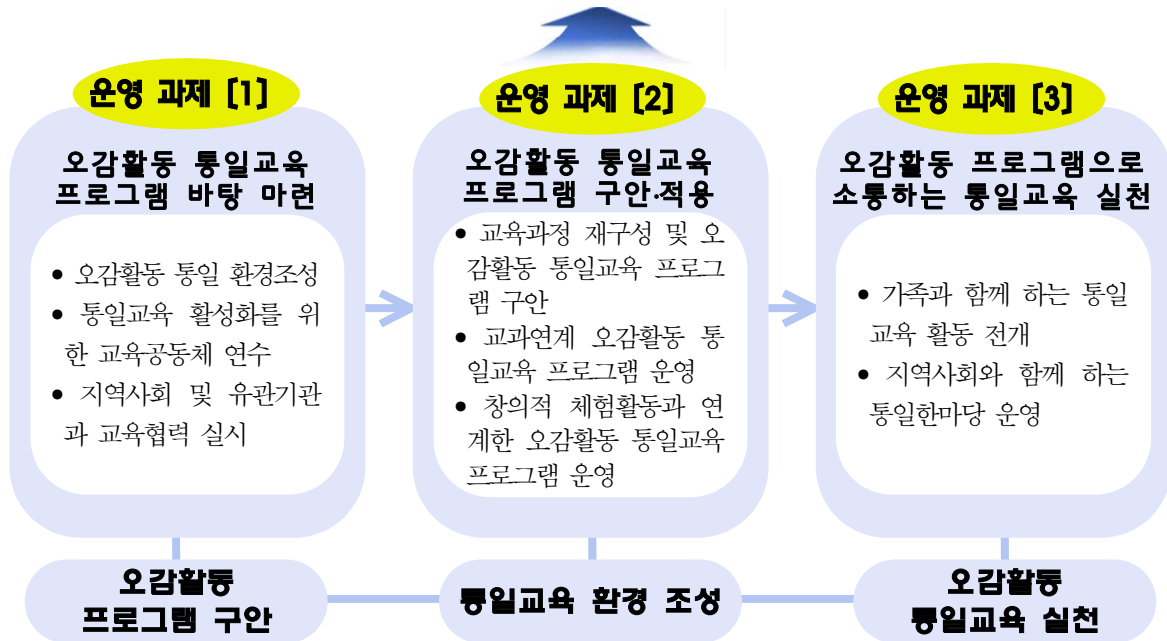 운영 과제 [1]
오감활동 통일교육
프로그램 바탕 마련
• 오감활동 통일 환경조성
• 통일교육 활성화를 위
한 교육공동체 연수
• 지역사회 및 유관기관
과 교육협력 실시
운영 과제 [2]
오감활동 통일교육
프로그램 구안·적용
• 교육과정 재구성 및 오
감활동 통일교육 프로그
램 구안
• 교과연계 오감활동 통
일교육 프로그램 운영
• 창의적 체험활동과 연
계한 오감활동 통일교육
프로그램 운영
운영 과제 [3]
오감활동 프로그램으로
소통하는 통일교육 실천
• 가족과 함께 하는 통일
교육 활동 전개
• 지역사회와 함께 하는
통일한마당 운영
오감활동
프로그램 구안
통일교육 환경 조성
오감활동
통일교육 실천